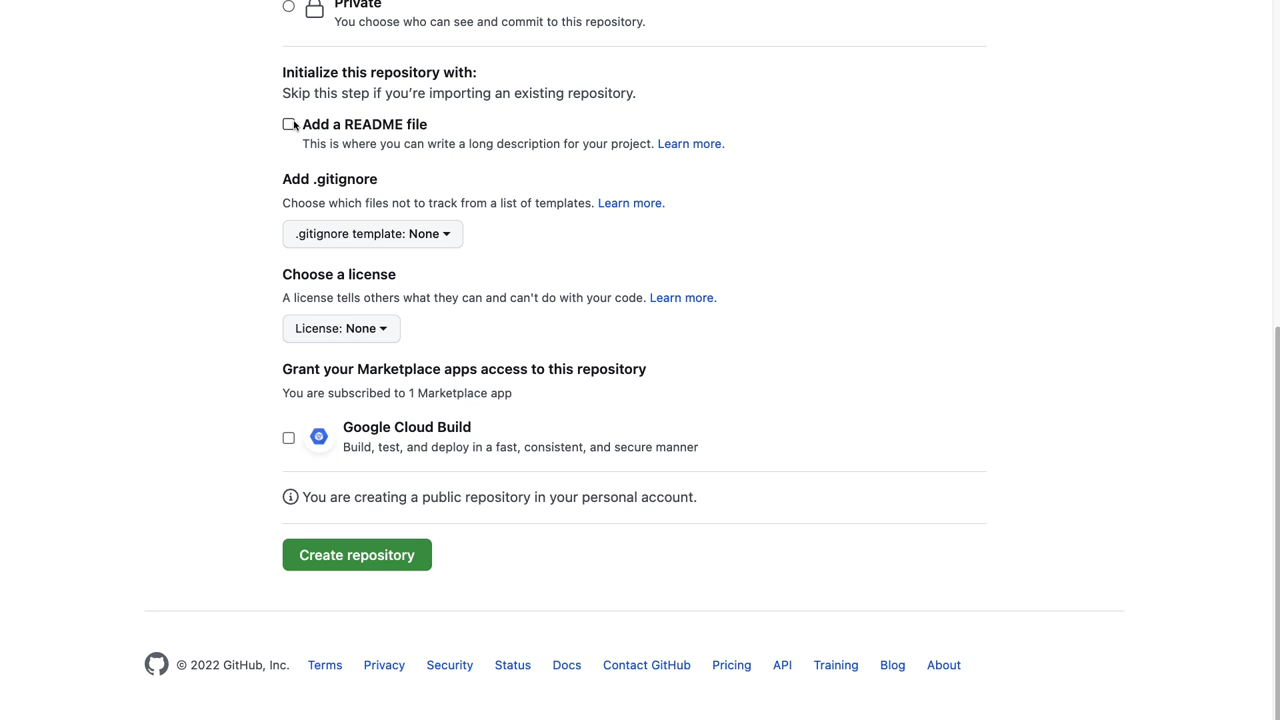 Private
You choose who can see and commit to this repository.
Initialize this repository with:
Skip this step if you’re importing an existing repository.
Add a README file
This is where you can write a long description for your project. Learn more.
Add .gitignore
Choose which files not to track from a list of templates. Learn more.
.gitignore template: None
Choose a license
A license tells others what they can and can't do with your code. Learn more.
License: None
Grant your Marketplace apps access to this repository
You are subscribed to 1 Marketplace app
Google Cloud Build
Build, test, and deploy in a fast, consistent, and secure manner
You are creating a public repository in your personal account.
Create repository
© 2022 GitHub, Inc. Terms Privacy Security Status Docs Contact GitHub Pricing API Training Blog About